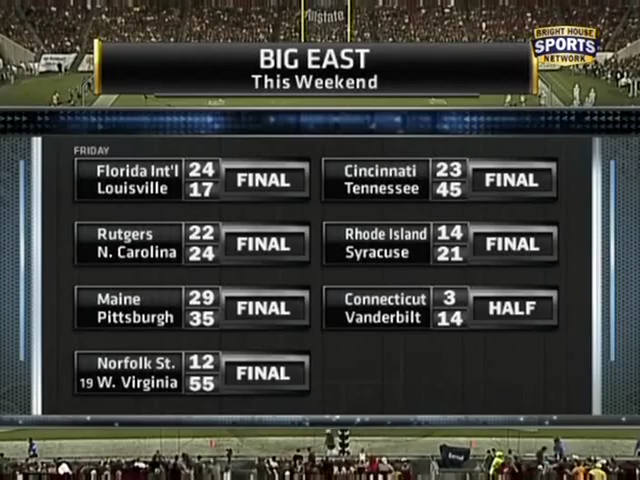 Allstate
BRIGHT HOUSE
SPORTS
NETWORK
BIG EAST
This Weekend
FRIDAY
Florida Int'l 24 FINAL
Louisville 17
Rutgers 22 FINAL
N. Carolina 24
Maine 29 FINAL
Pittsburgh 35
Norfolk St. 12 FINAL
19 W. Virginia 55
Cincinnati 23 FINAL
Tennessee 45
Rhode Island 14 FINAL
Syracuse 21
Connecticut 3 HALF
Vanderbilt 14